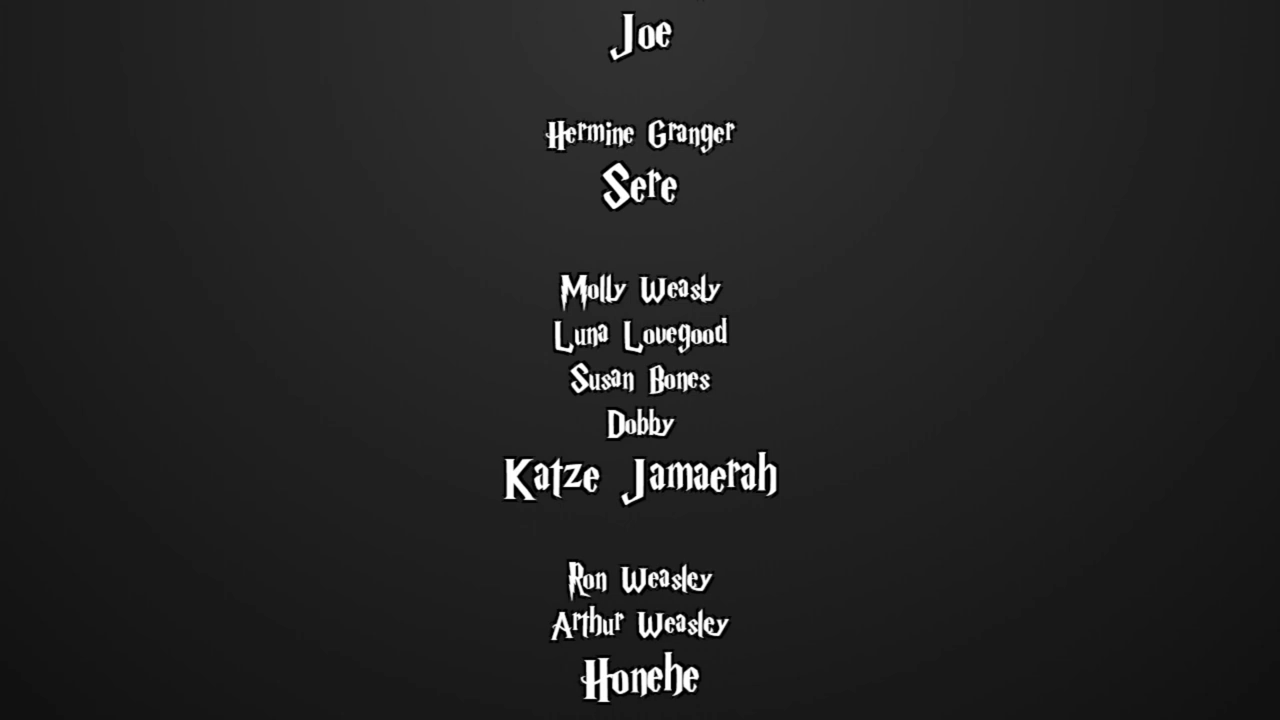 Joe
Hermine Granger
Sere
Molly Weasly
Luna Lovegood
Susan Bones
Dobby
Katze Jamaerah
Ron Weasley
Arthur Weasley
Honehe